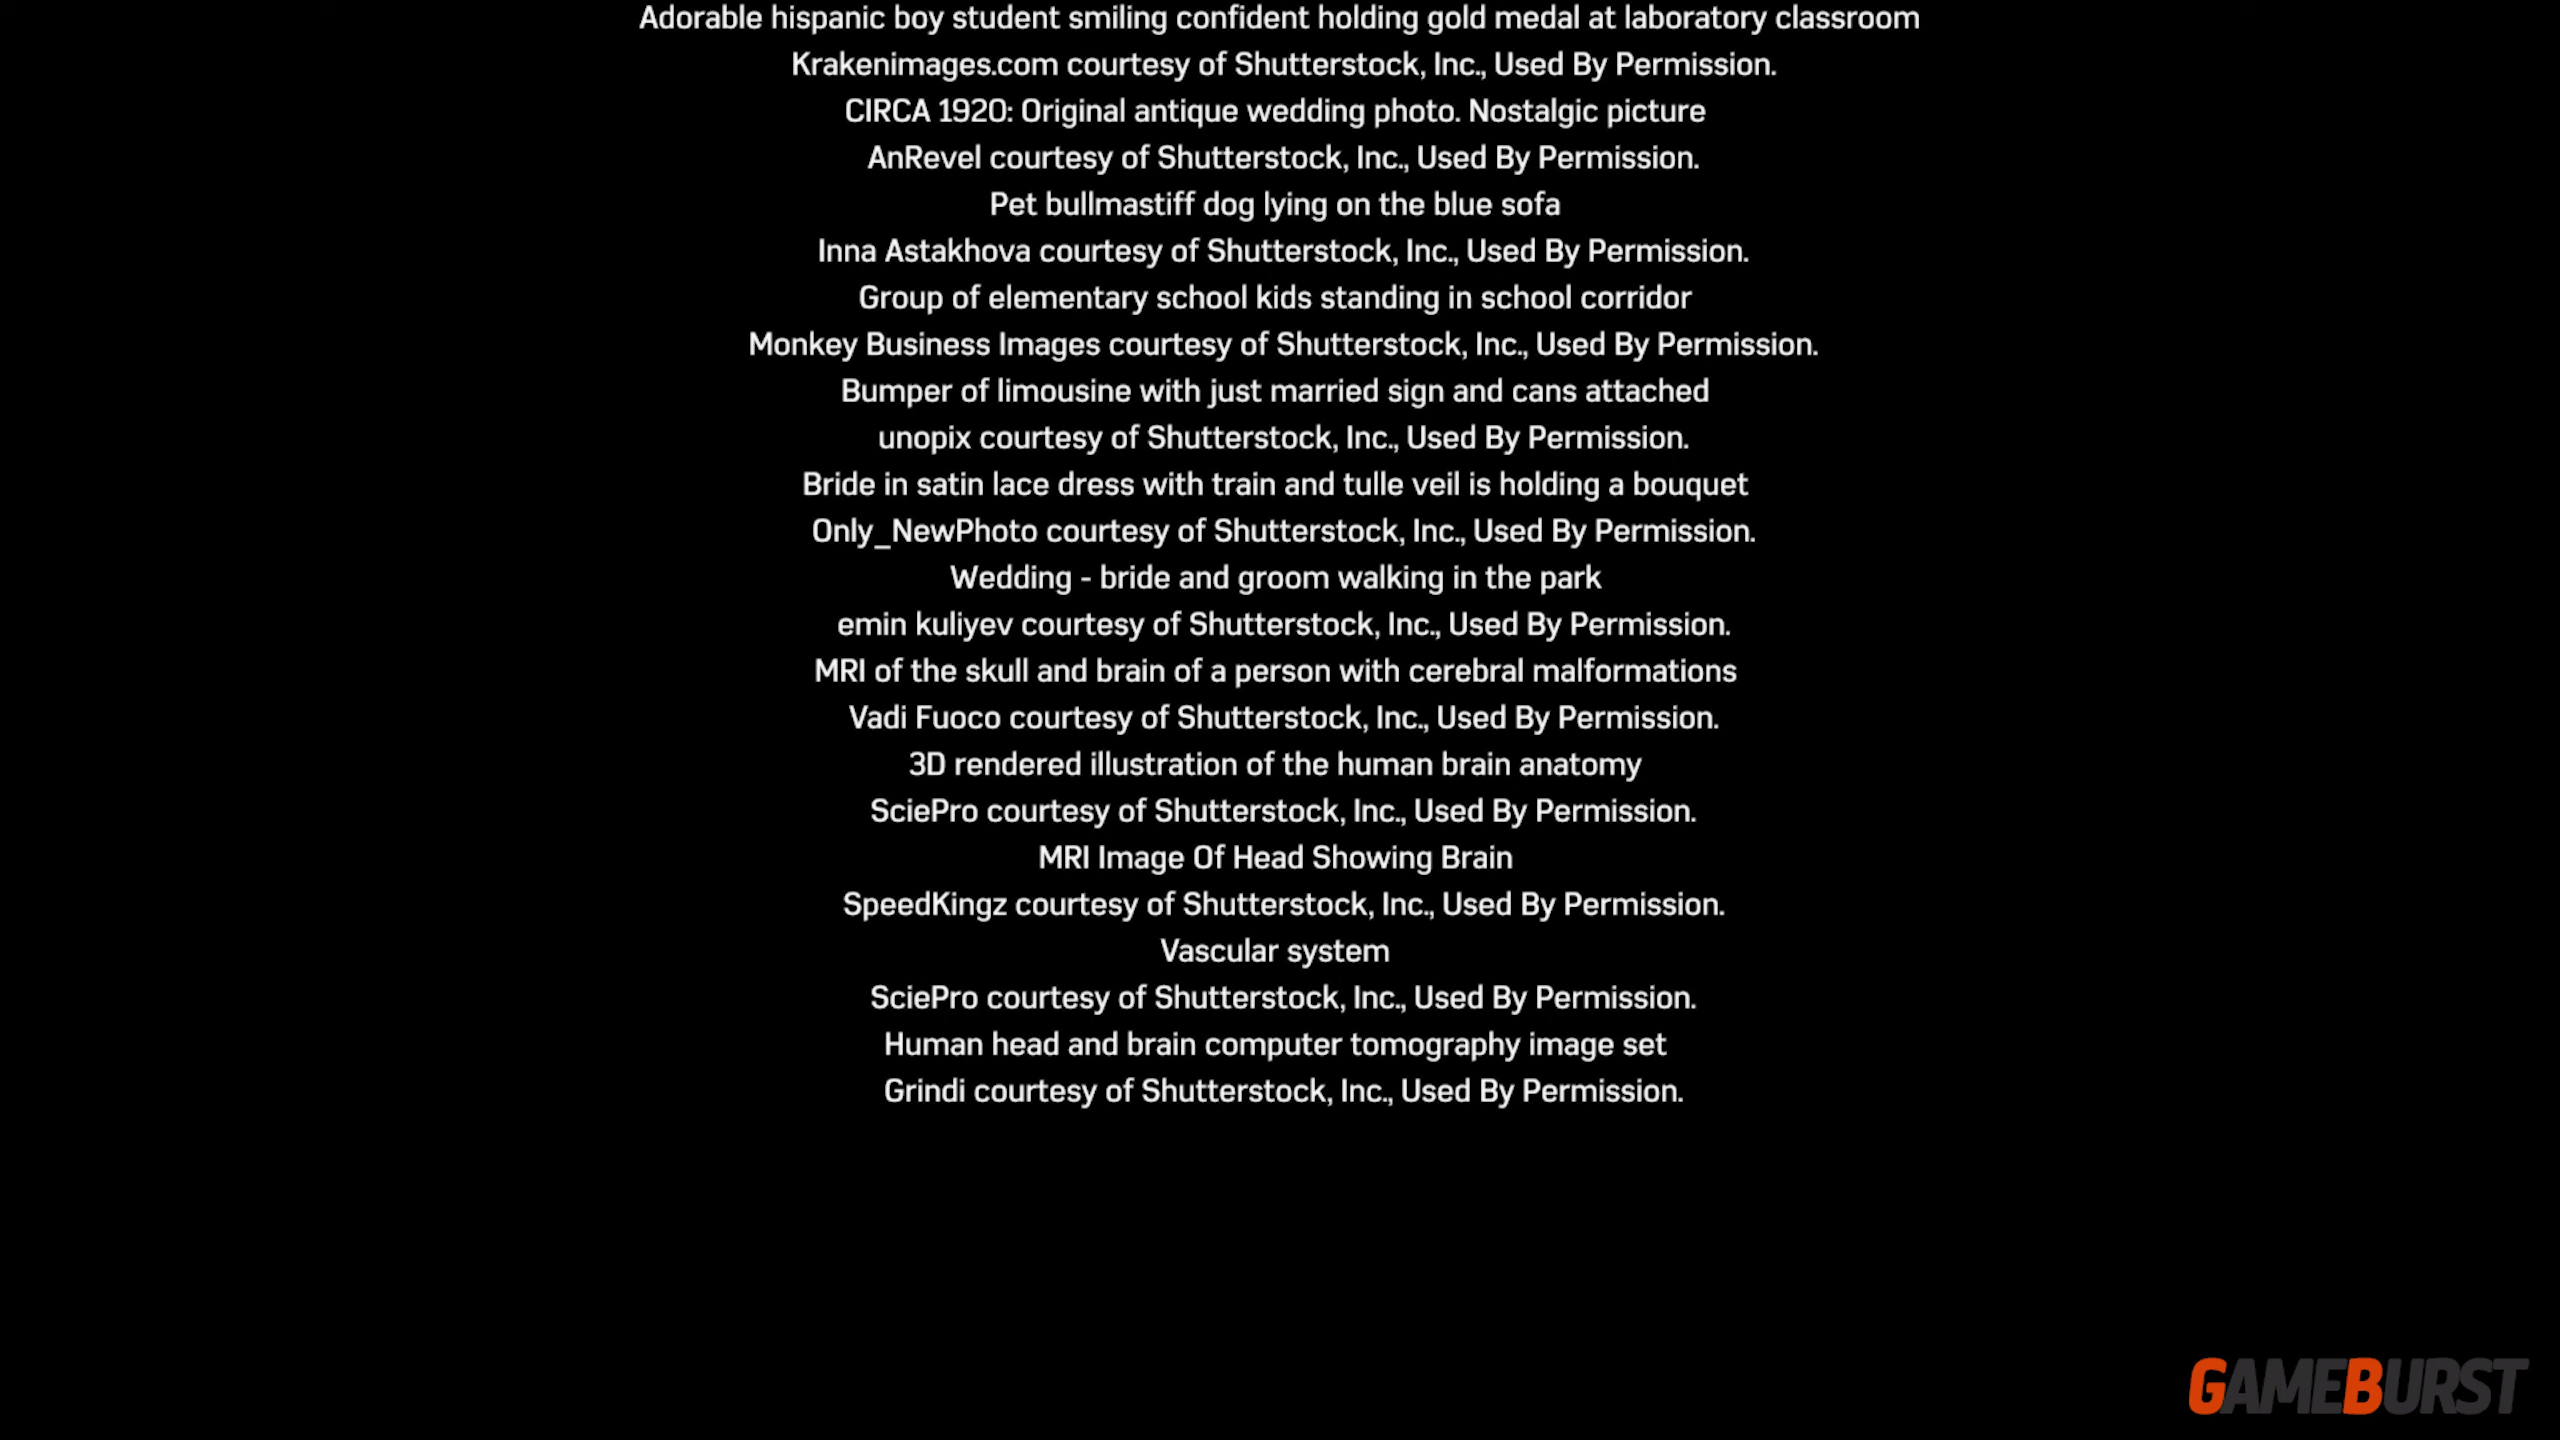 Adorable hispanic boy student smiling confident holding gold medal at laboratory classroom
Krakenimages.com courtesy of Shutterstock, Inc., Used By Permission.
CIRCA 1920: Original antique wedding photo. Nostalgic picture
AnRevel courtesy of Shutterstock, Inc., Used By Permission.
Pet bullmastiff dog lying on the blue sofa
Inna Astakhova courtesy of Shutterstock, Inc., Used By Permission.
Group of elementary school kids standing in school corridor
Monkey Business Images courtesy of Shutterstock, Inc., Used By Permission.
Bumper of limousine with just married sign and cans attached
unopix courtesy of Shutterstock, Inc., Used By Permission.
Bride in satin lace dress with train and tulle veil is holding a bouquet
Only_NewPhoto courtesy of Shutterstock, Inc., Used By Permission.
Wedding - bride and groom walking in the park
emin kuliyev courtesy of Shutterstock, Inc., Used By Permission.
MRI of the skull and brain of a person with cerebral malformations
Vadi Fuoco courtesy of Shutterstock, Inc., Used By Permission.
3D rendered illustration of the human brain anatomy
SciePro courtesy of Shutterstock, Inc., Used By Permission.
MRI Image Of Head Showing Brain
SpeedKingz courtesy of Shutterstock, Inc., Used By Permission.
Vascular system
SciePro courtesy of Shutterstock, Inc., Used By Permission.
Human head and brain computer tomography image set
Grindi courtesy of Shutterstock, Inc., Used By Permission.
GAMEBURST